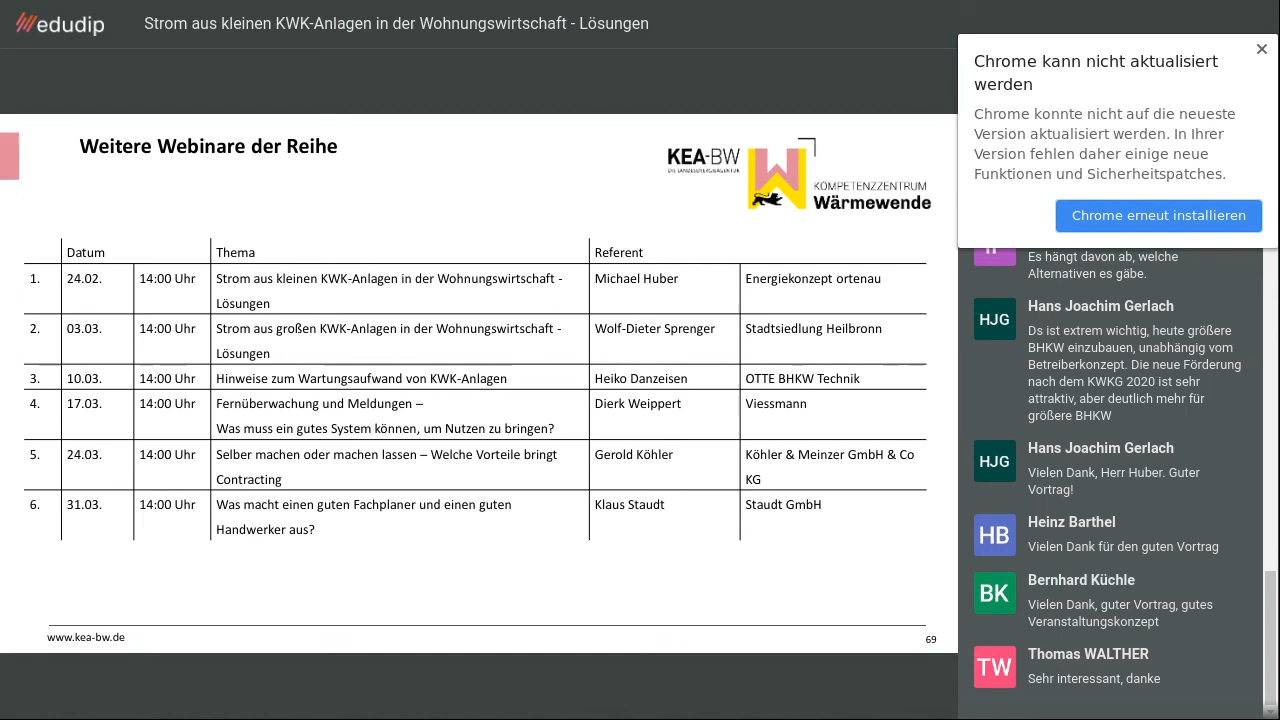 edudip
Strom aus kleinen KWK-Anlagen in der Wohnungswirtschaft - Lösungen
Weitere Webinare der Reihe
KEA-BW
DIE LANDESENERGIEAGENTUR
KOMPETENZZENTRUM
Wärmewende
Datum Thema Referent
1. 24.02. 14:00 Uhr Strom aus kleinen KWK-Anlagen in der Wohnungswirtschaft - Michael Huber Energiekonzept ortenau
Lösungen
2. 03.03. 14:00 Uhr Strom aus großen KWK-Anlagen in der Wohnungswirtschaft - Wolf-Dieter Sprenger Stadtsiedlung Heilbronn
Lösungen
3. 10.03. 14:00 Uhr Hinweise zum Wartungsaufwand von KWK-Anlagen Heiko Danzeisen OTTE BHKW Technik
4. 17.03. 14:00 Uhr Fernüberwachung und Meldungen – Dierk Weippert Viessmann
Was muss ein gutes System können, um Nutzen zu bringen?
5. 24.03. 14:00 Uhr Selber machen oder machen lassen – Welche Vorteile bringt Gerold Köhler Köhler & Meinzer GmbH & Co
Contracting KG
6. 31.03. 14:00 Uhr Was macht einen guten Fachplaner und einen guten Klaus Staudt Staudt GmbH
Handwerker aus?
www.kea-bw.de
69
Chrome kann nicht aktualisiert
werden
Chrome konnte nicht auf die neueste
Version aktualisiert werden. In Ihrer
Version fehlen daher einige neue
Funktionen und Sicherheitspatches.
Chrome erneut installieren
Es hängt davon ab, welche
Alternativen es gäbe.
HJG
Hans Joachim Gerlach
Ds ist extrem wichtig, heute größere
BHKW einzubauen, unabhängig vom
Betreiberkonzept. Die neue Förderung
nach dem KWKG 2020 ist sehr
attraktiv, aber deutlich mehr für
größere BHKW
HJG
Hans Joachim Gerlach
Vielen Dank, Herr Huber. Guter
Vortrag!
HB
Heinz Barthel
Vielen Dank für den guten Vortrag
BK
Bernhard Küchle
Vielen Dank, guter Vortrag, gutes
Veranstaltungskonzept
TW
Thomas WALTHER
Sehr interessant, danke